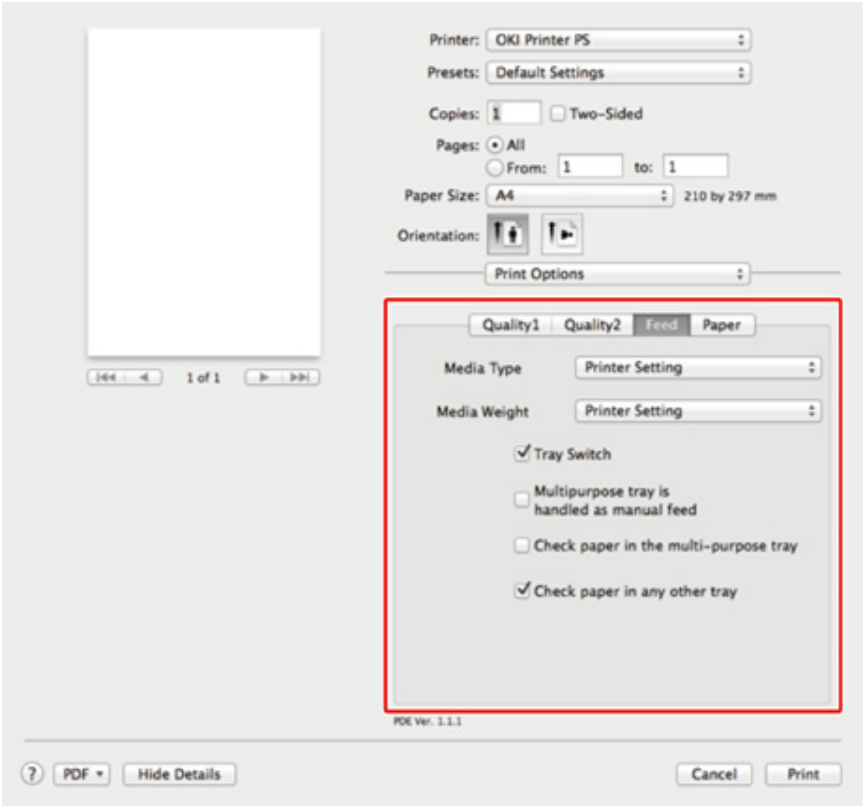 Printer: OKI Printer PS
Presets: Default Settings
Copies: 1 Two-Sided
Pages: All
From: 1 to: 1
Paper Size: A4 210 by 297 mm
Orientation:
Print Options
Quality1 Quality2 Feed Paper
Media Type Printer Setting
Media Weight Printer Setting
Tray Switch
Multipurpose tray is
handled as manual feed
Check paper in the multi-purpose tray
Check paper in any other tray
1 of 1
PDE Ver. 1.1.1
? PDF Hide Details Cancel Print